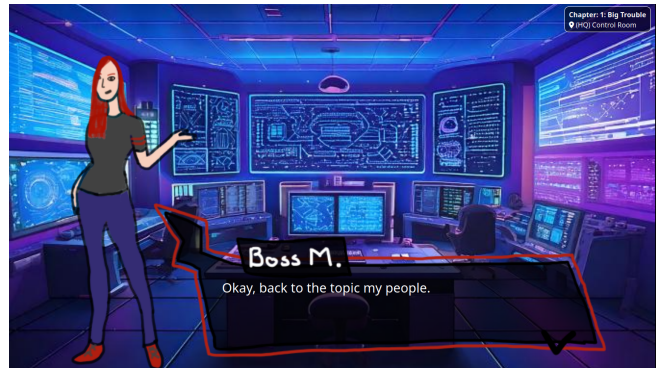 Chapter: 1: Big Trouble
(HQ) Control Room
Boss M.
Okay, back to the topic my people.